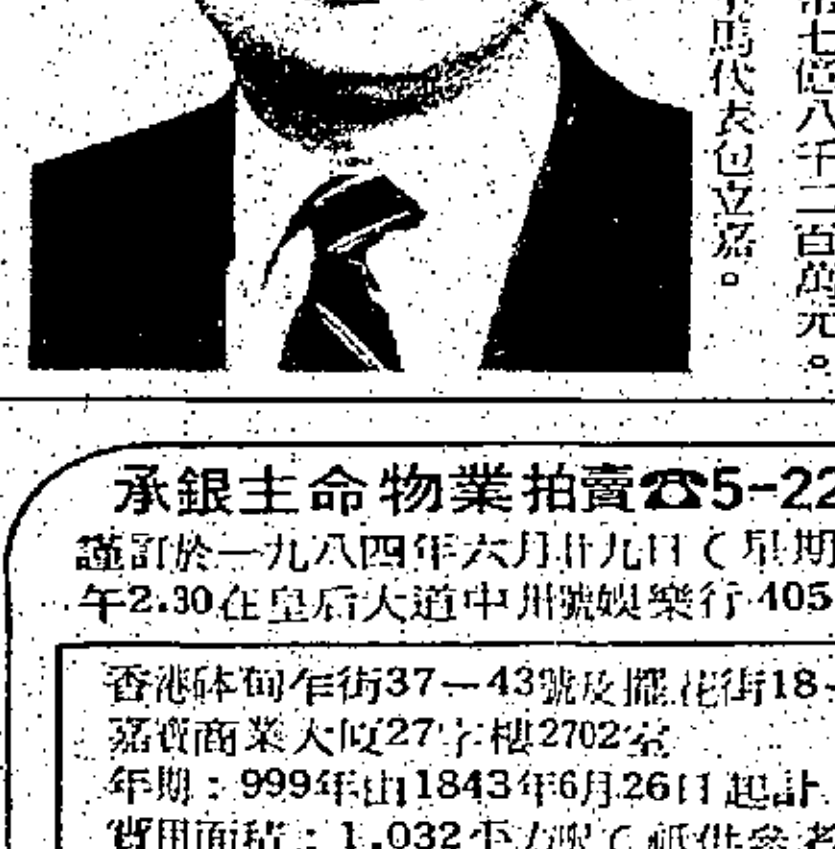 七億八千二百萬元。
馬代表包立嘉。
承銀主命物業拍賣☎5-22
謹訂於一九八四年六月廿九日(星期
午2.30在皇后大道中卅號娛樂行405
香港砵甸乍街37-43號及擺花街18-
嘉寶商業大廈27字樓2702室
年期:999年由1843年6月26日起計
實用面積:1,032平方呎(祇供參考